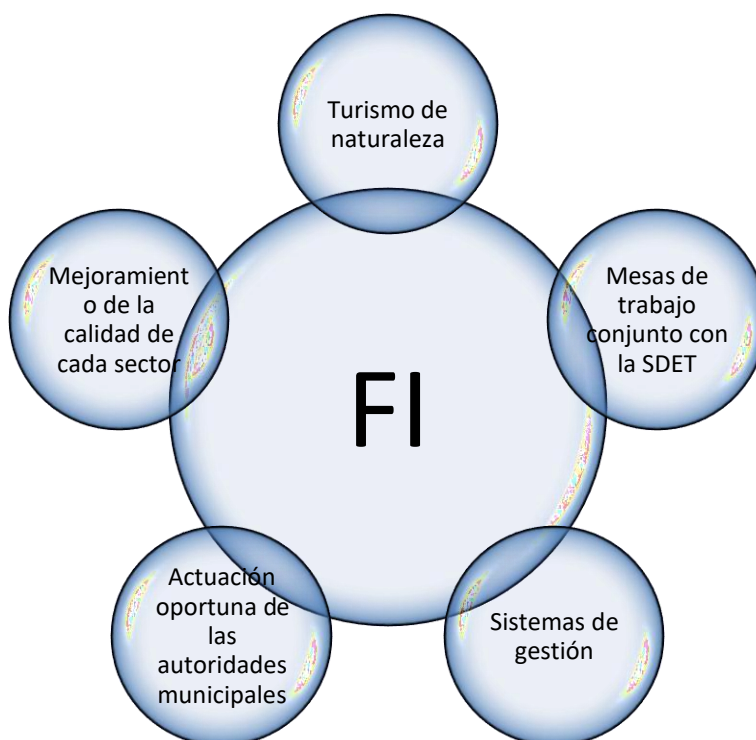 Turismo de
naturaleza
Mesas de
trabajo
conjunto con
la SDET
Sistemas de
gestión
Actuación
oportuna de
las
autoridades
municipales
Mejoramient
o de la
calidad de
cada sector
FI